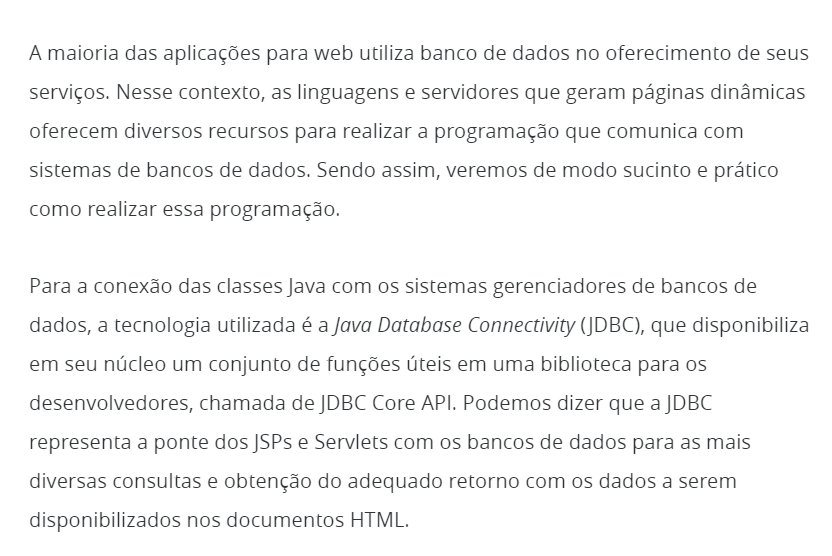 A maioria das aplicações para web utiliza banco de dados no oferecimento de seus
serviços. Nesse contexto, as linguagens e servidores que geram páginas dinâmicas
oferecem diversos recursos para realizar a programação que comunica com
sistemas de bancos de dados. Sendo assim, veremos de modo sucinto e prático
como realizar essa programação.
Para a conexão das classes Java com os sistemas gerenciadores de bancos de
dados, a tecnologia utilizada é a Java Database Connectivity (JDBC), que disponibiliza
em seu núcleo um conjunto de funções úteis em uma biblioteca para os
desenvolvedores, chamada de JDBC Core API. Podemos dizer que a JDBC
representa a ponte dos JSPs e Servlets com os bancos de dados para as mais
diversas consultas e obtenção do adequado retorno com os dados a serem
disponibilizados nos documentos HTML.